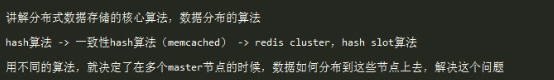 讲解分布式数据存储的核心算法，数据分布的算法
hash算法 -> 一致性hash算法（memcached） -> redis cluster，hash slot算法
用不同的算法，就决定了在多个master节点的时候，数据如何分布到这些节点上去，解决这个问题